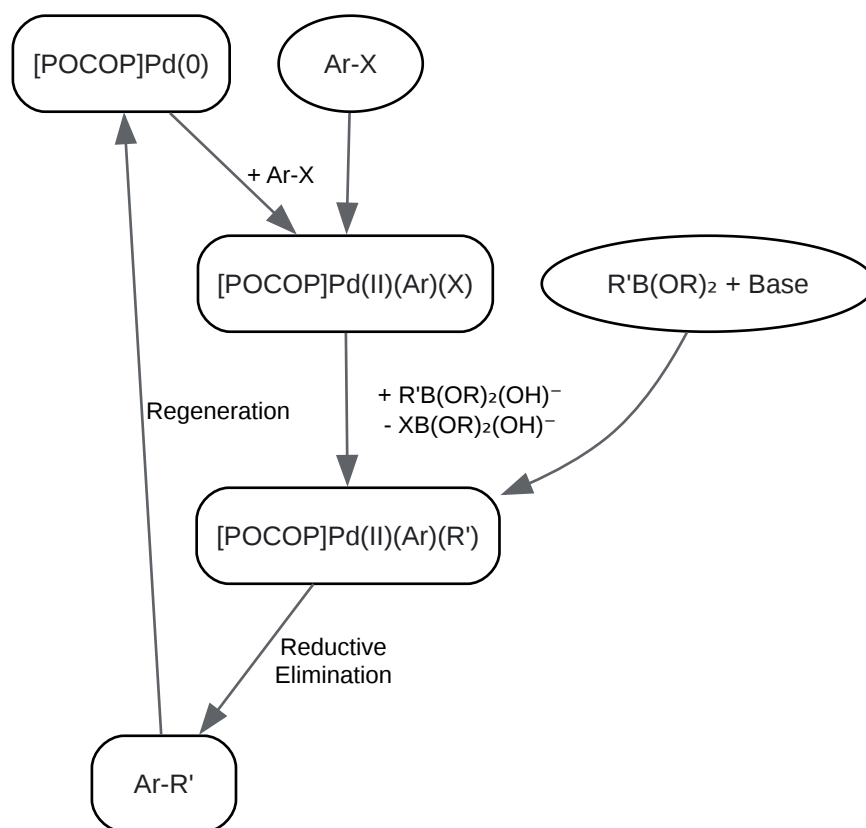 [POCOP]Pd(0)
Ar-X
+ Ar-X
[POCOP]Pd(II)(Ar)(X)
R'B(OR)₂ + Base
+ R'B(OR)₂(OH)⁻
- XB(OR)₂(OH)⁻
Regeneration
[POCOP]Pd(II)(Ar)(R')
Reductive
Elimination
Ar-R'